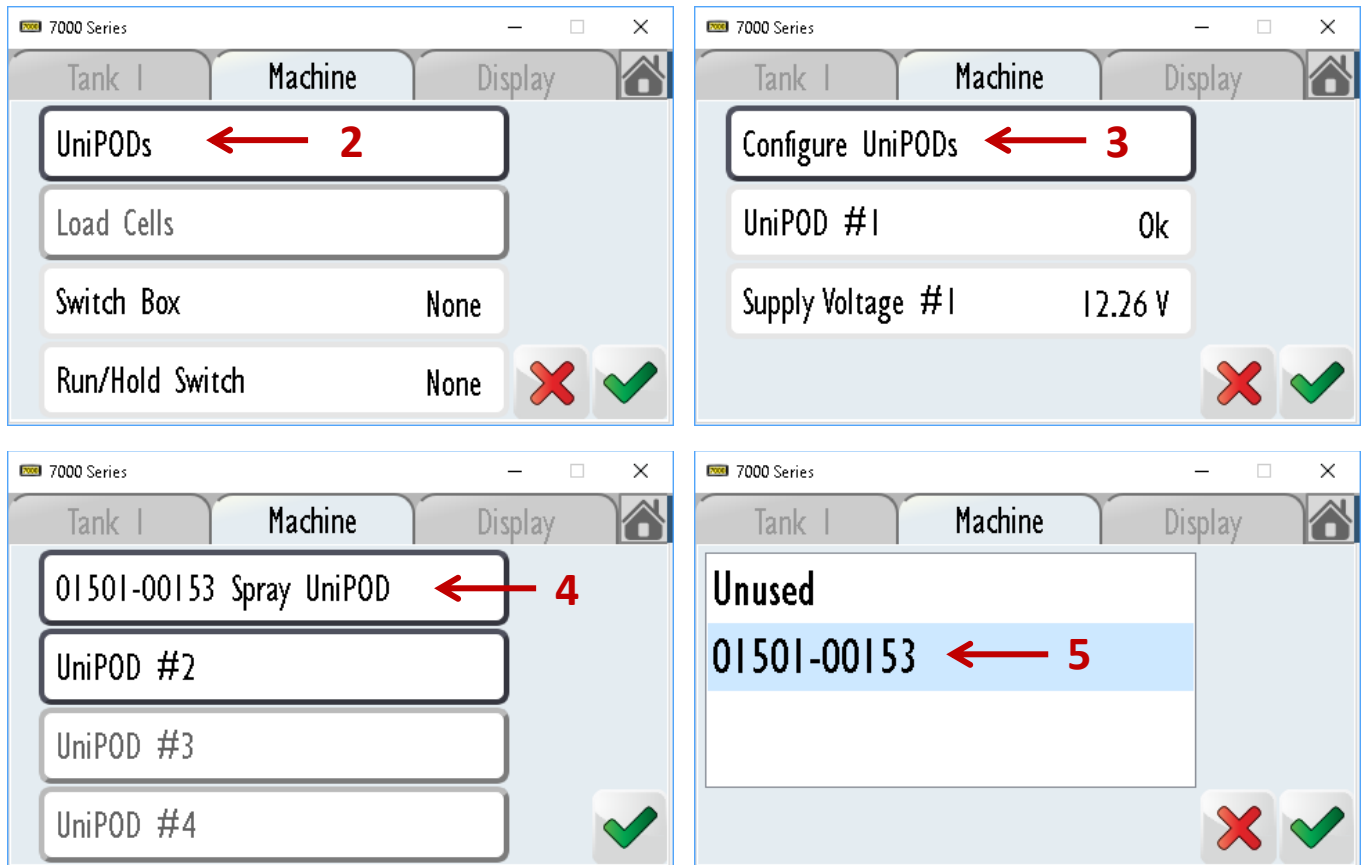 7000 Series
Tank 1 Machine Display
UniPODs 2
Load Cells
Switch Box None
Run/Hold Switch None
7000 Series
Tank 1 Machine Display
Configure UniPODs 3
UniPOD #1 Ok
Supply Voltage #1 12.26 V
7000 Series
Tank 1 Machine Display
01501-00153 Spray UniPOD 4
UniPOD #2
UniPOD #3
UniPOD #4
7000 Series
Tank 1 Machine Display
Unused
01501-00153 5